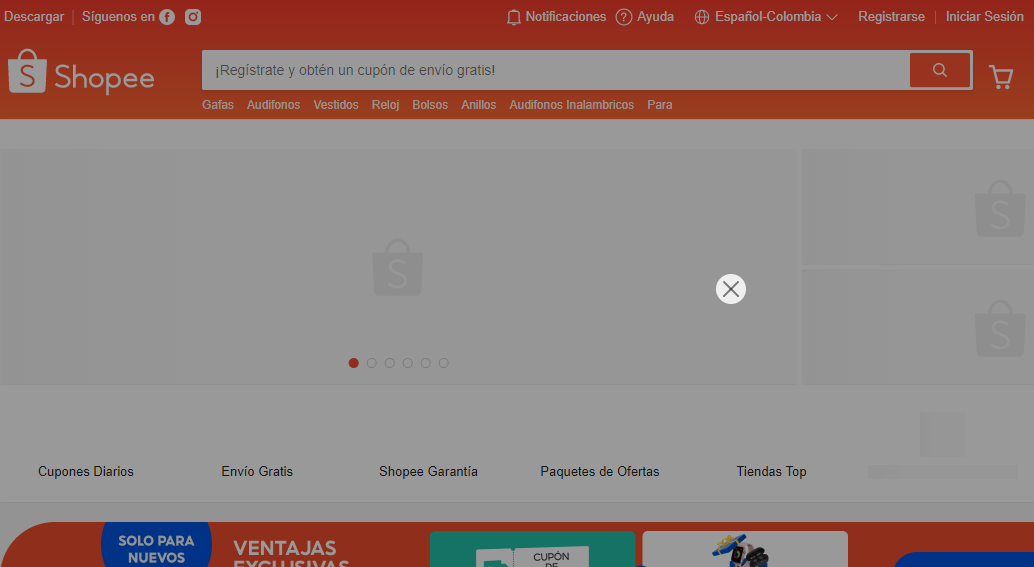 Descargar Síguenos en Notificaciones Ayuda Español-Colombia Registrarse Iniciar Sesión
Shopee
¡Regístrate y obtén un cupón de envío gratis!
Gafas Audifonos Vestidos Reloj Bolsos Anillos Audifonos Inalambricos Para
Cupones Diarios Envío Gratis Shopee Garantía Paquetes de Ofertas Tiendas Top
SOLO PARA
NUEVOS
VENTAJAS
EXCLUSIVAS
CUPÓN
DE